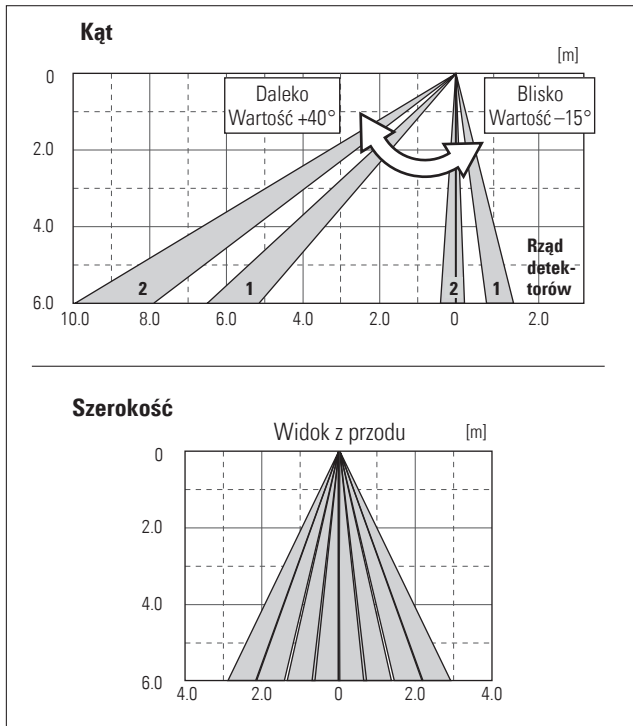 Kąt
[m]
0
Daleko
Wartość +40°
Blisko
Wartość –15°
2.0
4.0
Rząd
detek-
torów
2 1 2 1
6.0
10.0 8.0 6.0 4.0 2.0 0 2.0
Szerokość
Widok z przodu [m]
0
2.0
4.0
6.0
4.0 2.0 0 2.0 4.0